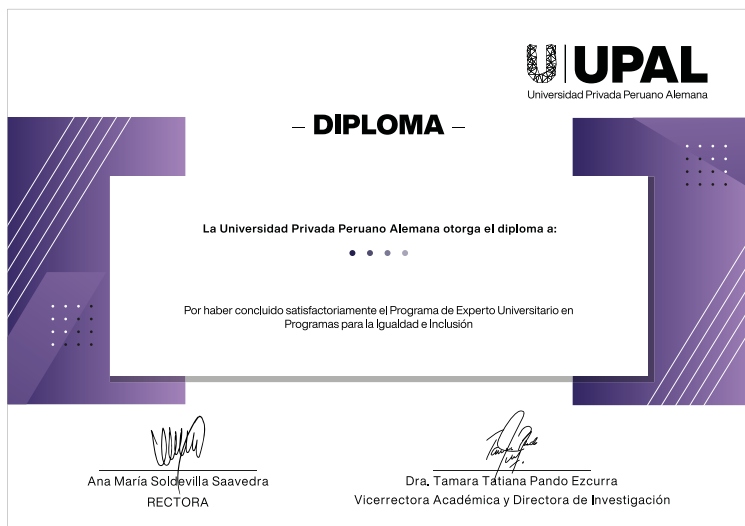 UPAL
Universidad Privada Peruano Alemana
– DIPLOMA –
La Universidad Privada Peruano Alemana otorga el diploma a:
Por haber concluido satisfactoriamente el Programa de Experto Universitario en
Programas para la Igualdad e Inclusión
Ana María Soldevilla Saavedra
RECTORA
Dra. Tamara Tatiana Pando Ezcurra
Vicerrectora Académica y Directora de Investigación